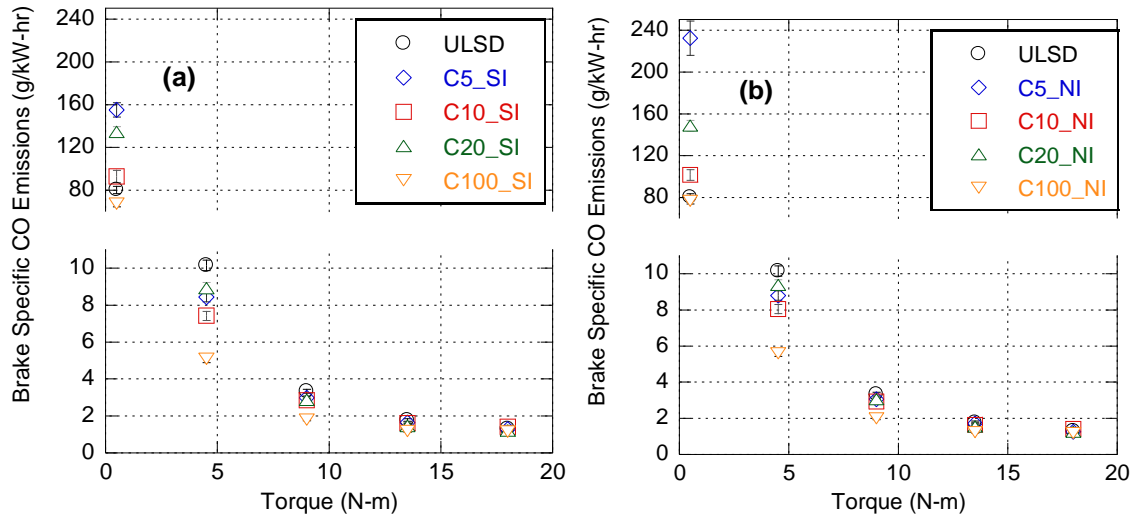 Brake Specific CO Emissions (g/kW-hr)
240
200
160
120
80
10
8
6
4
2
0
(a)
ULSD
C5_SI
C10_SI
C20_SI
C100_SI
0 5 10 15 20
Torque (N-m)
Brake Specific CO Emissions (g/kW-hr)
240
200
160
120
80
10
8
6
4
2
0
(b)
ULSD
C5_NI
C10_NI
C20_NI
C100_NI
0 5 10 15 20
Torque (N-m)